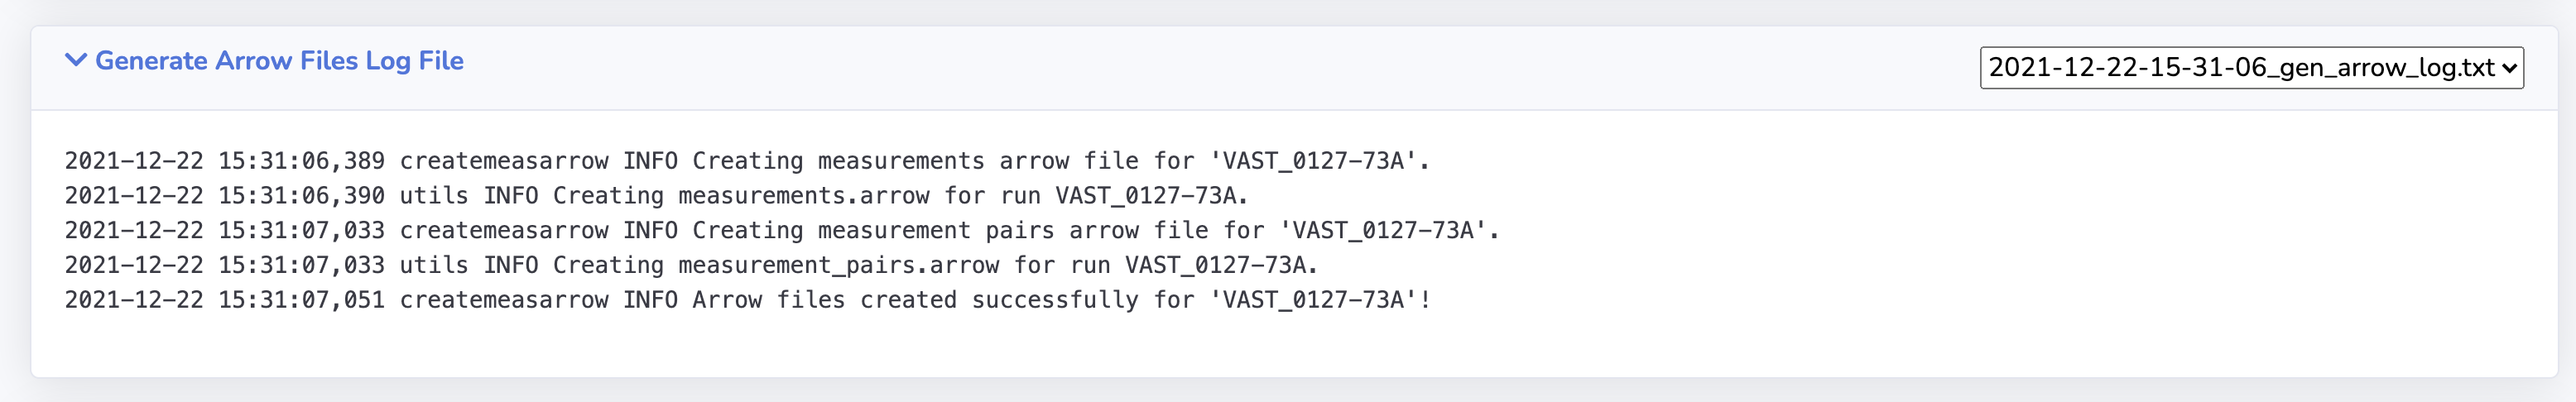 Generate Arrow Files Log File
2021-12-22-15-31-06_gen_arrow_log.txt
2021-12-22 15:31:06,389 createmeasarrow INFO Creating measurements arrow file for 'VAST_0127-73A'.
2021-12-22 15:31:06,390 utils INFO Creating measurements.arrow for run VAST_0127-73A.
2021-12-22 15:31:07,033 createmeasarrow INFO Creating measurement pairs arrow file for 'VAST_0127-73A'.
2021-12-22 15:31:07,033 utils INFO Creating measurement_pairs.arrow for run VAST_0127-73A.
2021-12-22 15:31:07,051 createmeasarrow INFO Arrow files created successfully for 'VAST_0127-73A'!